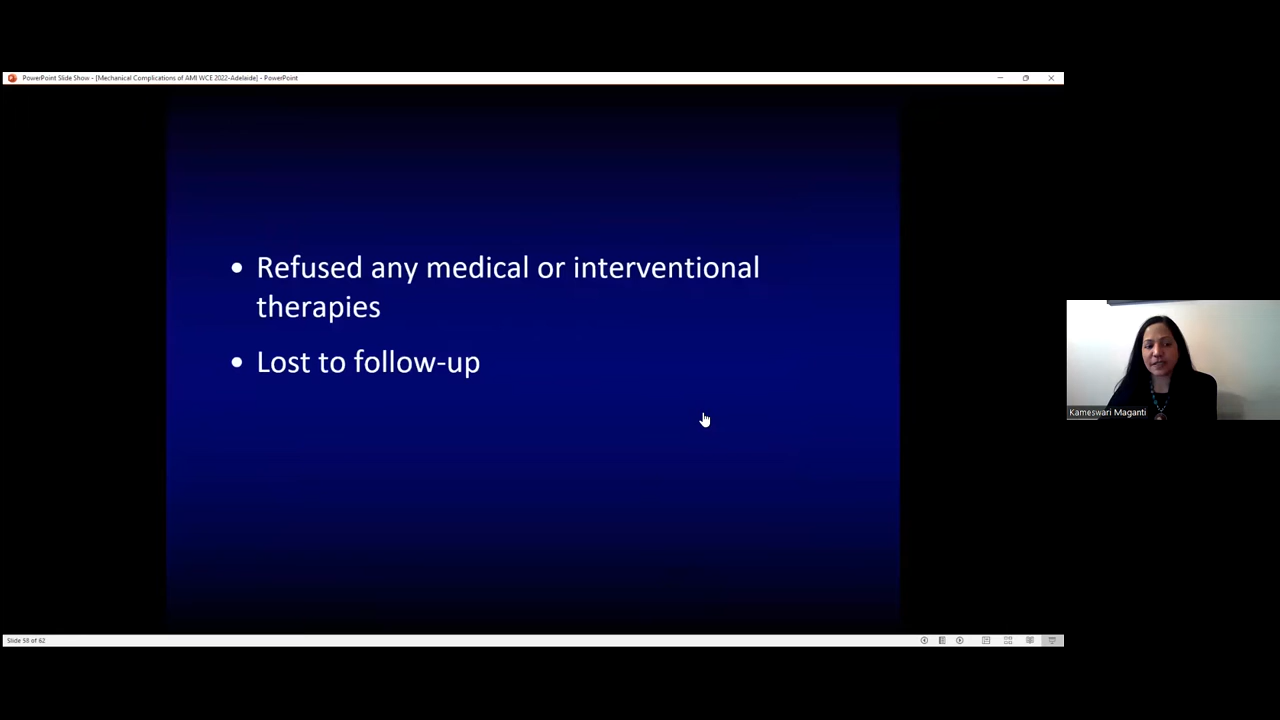 PowerPoint Slide Show - [Mechanical Complications of AMI WCE 2022-Adelaide] - PowerPoint
• Refused any medical or interventional
therapies
• Lost to follow-up
Kameswari Maganti
Slide 58 of 62